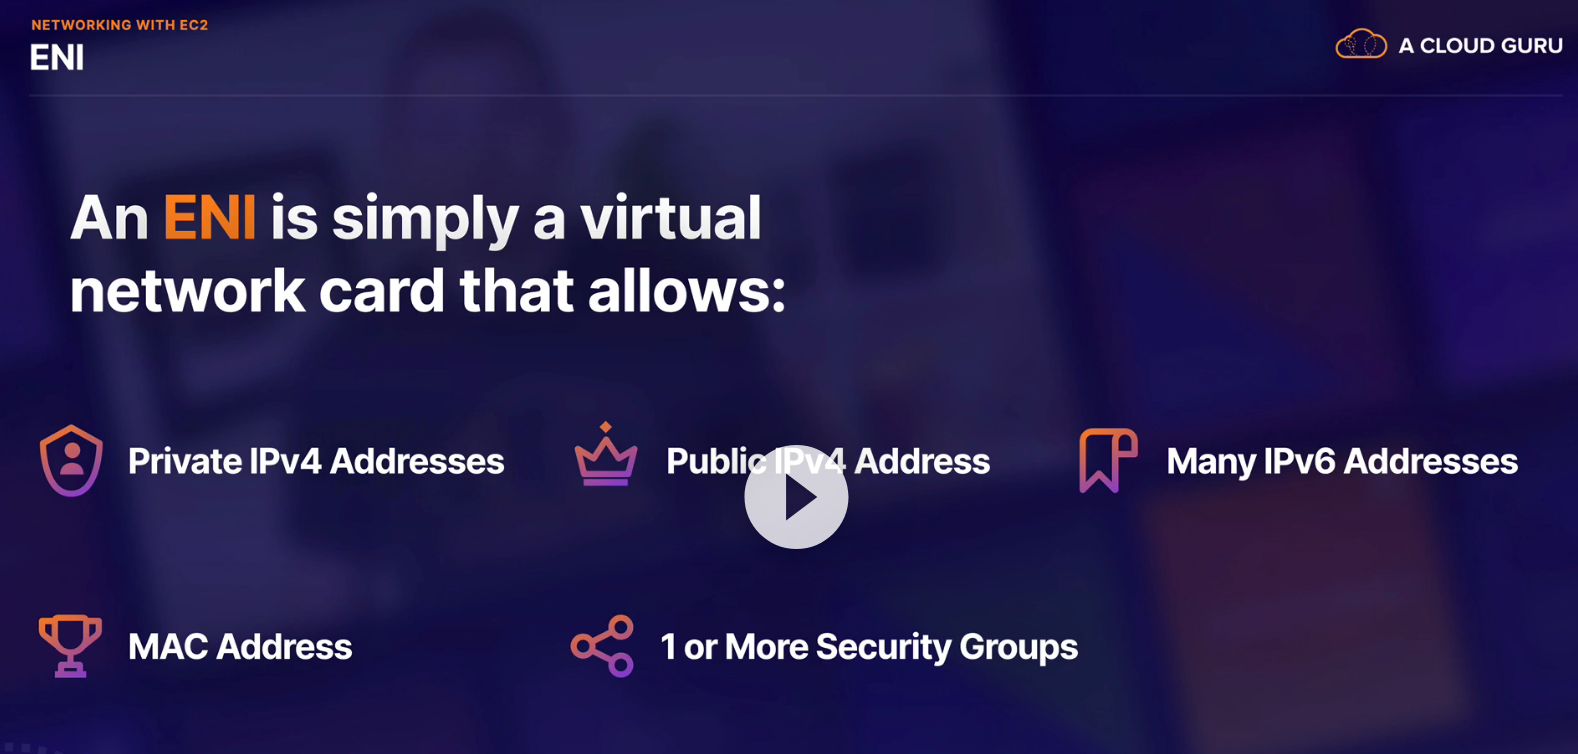 NETWORKING WITH EC2
ENI
A CLOUD GURU
An ENI is simply a virtual
network card that allows:
Private IPv4 Addresses
Public IPv4 Address
Many IPv6 Addresses
MAC Address
1 or More Security Groups